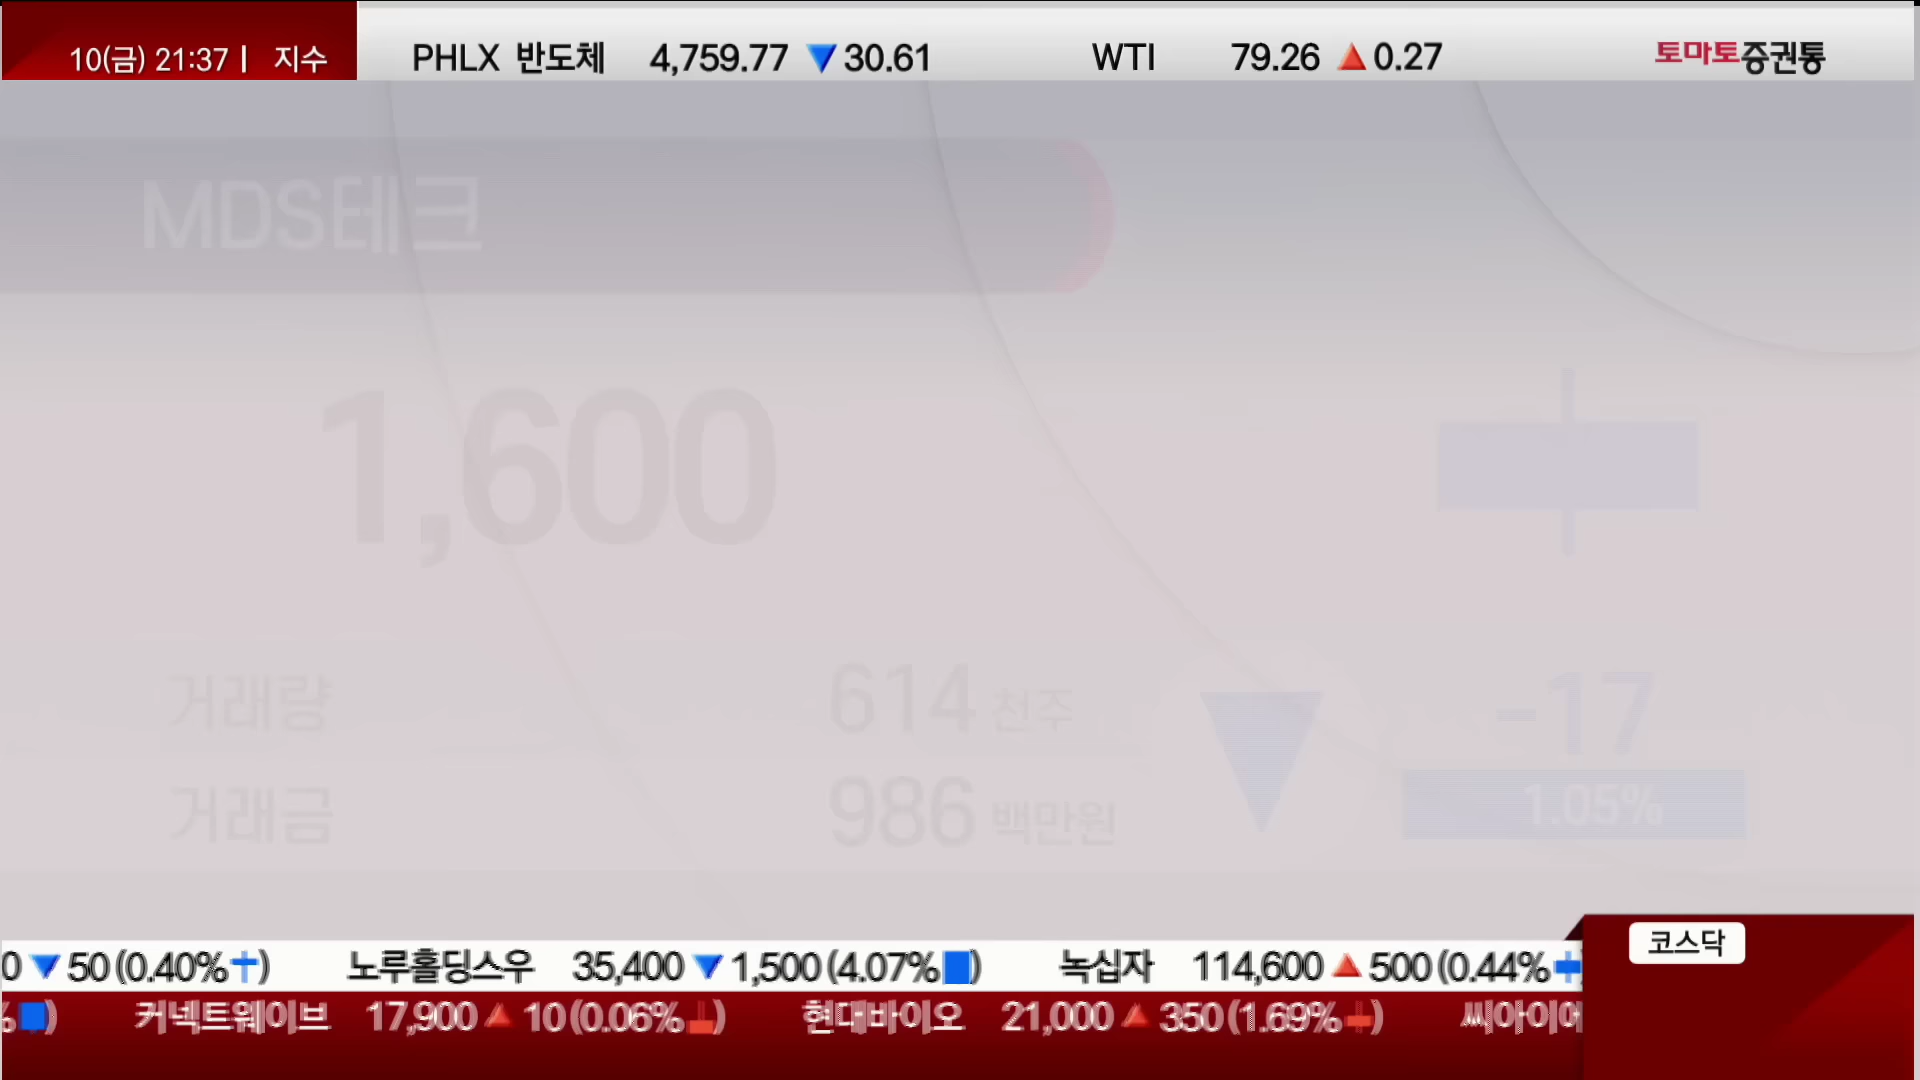 10(금) 21:37 | 지수 PHLX 반도체 4,759.77 ▼30.61 WTI 79.26 ▲0.27 토마토증권통
MDS테크
1,600
거래량 614 천주 -17
거래금 986 백만원 1.05%
0 ▼50(0.40%) 노루홀딩스우 35,400 ▼1,500(4.07%) 녹십자 114,600 ▲500(0.44% 코스닥
%) 커넥트웨이브 17,900 ▲10(0.06%) 현대바이오 21,000 ▲350(1.69%) 씨아이에